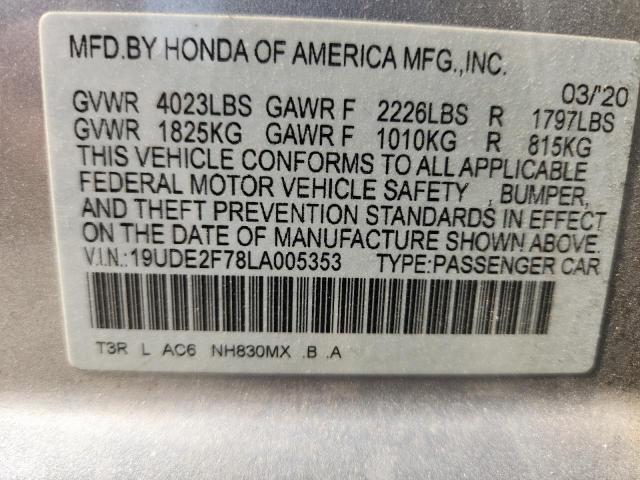 MFD.BY HONDA OF AMERICA MFG.,INC.
03/'20
GVWR 4023LBS GAWR F 2226LBS R 1797LBS
GVWR 1825KG GAWR F 1010KG R 815KG
THIS VEHICLE CONFORMS TO ALL APPLICABLE
FEDERAL MOTOR VEHICLE SAFETY , BUMPER,
AND THEFT PREVENTION STANDARDS IN EFFECT
ON THE DATE OF MANUFACTURE SHOWN ABOVE.
V.I.N.:19UDE2F78LA005353 TYPE:PASSENGER CAR
T3R L AC6 NH830MX .B .A